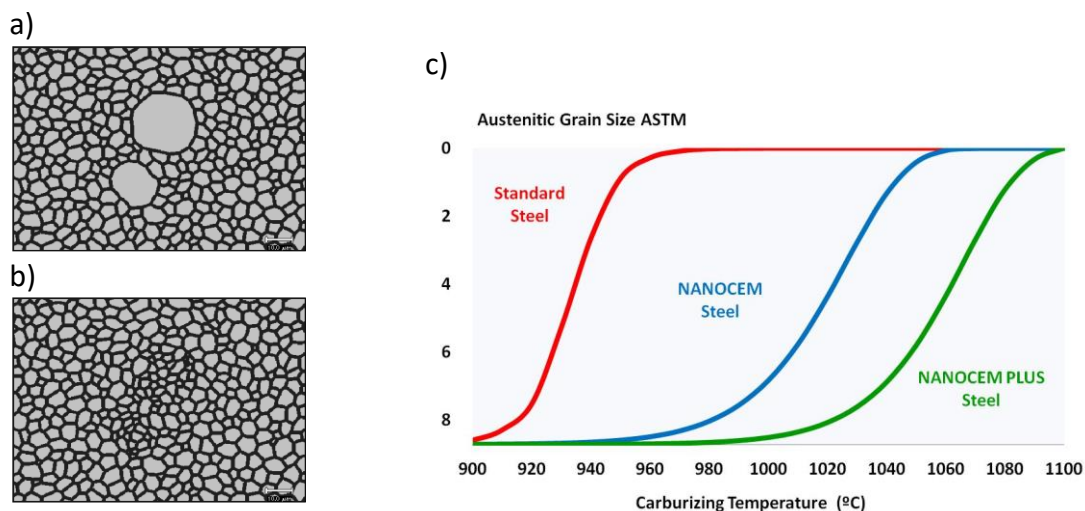 a)
b)
c)
Austenitic Grain Size ASTM
0
2
4
6
8
Standard
Steel
NANOCEM
Steel
NANOCEM PLUS
Steel
900 920 940 960 980 1000 1020 1040 1060 1080 1100
Carburizing Temperature (ºC)